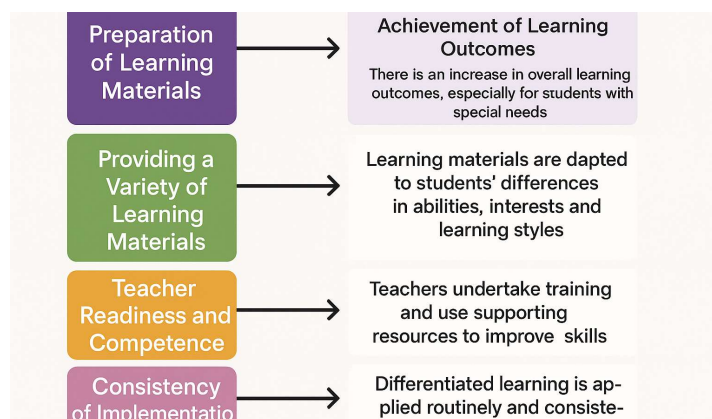 Preparation
of Learning
Materials
Achievement of Learning
Outcomes
There is an increase in overall learning
outcomes, especially for students with
special needs
Providing a
Variety of
Learning
Materials
Learning materials are dapted
to students' differences
in abilities, interests and
learning styles
Teacher
Readiness and
Competence
Teachers undertake training
and use supporting
resources to improve skills
Consistency
of Implementatio
Differentiated learning is ap-
plied routinely and consiste-